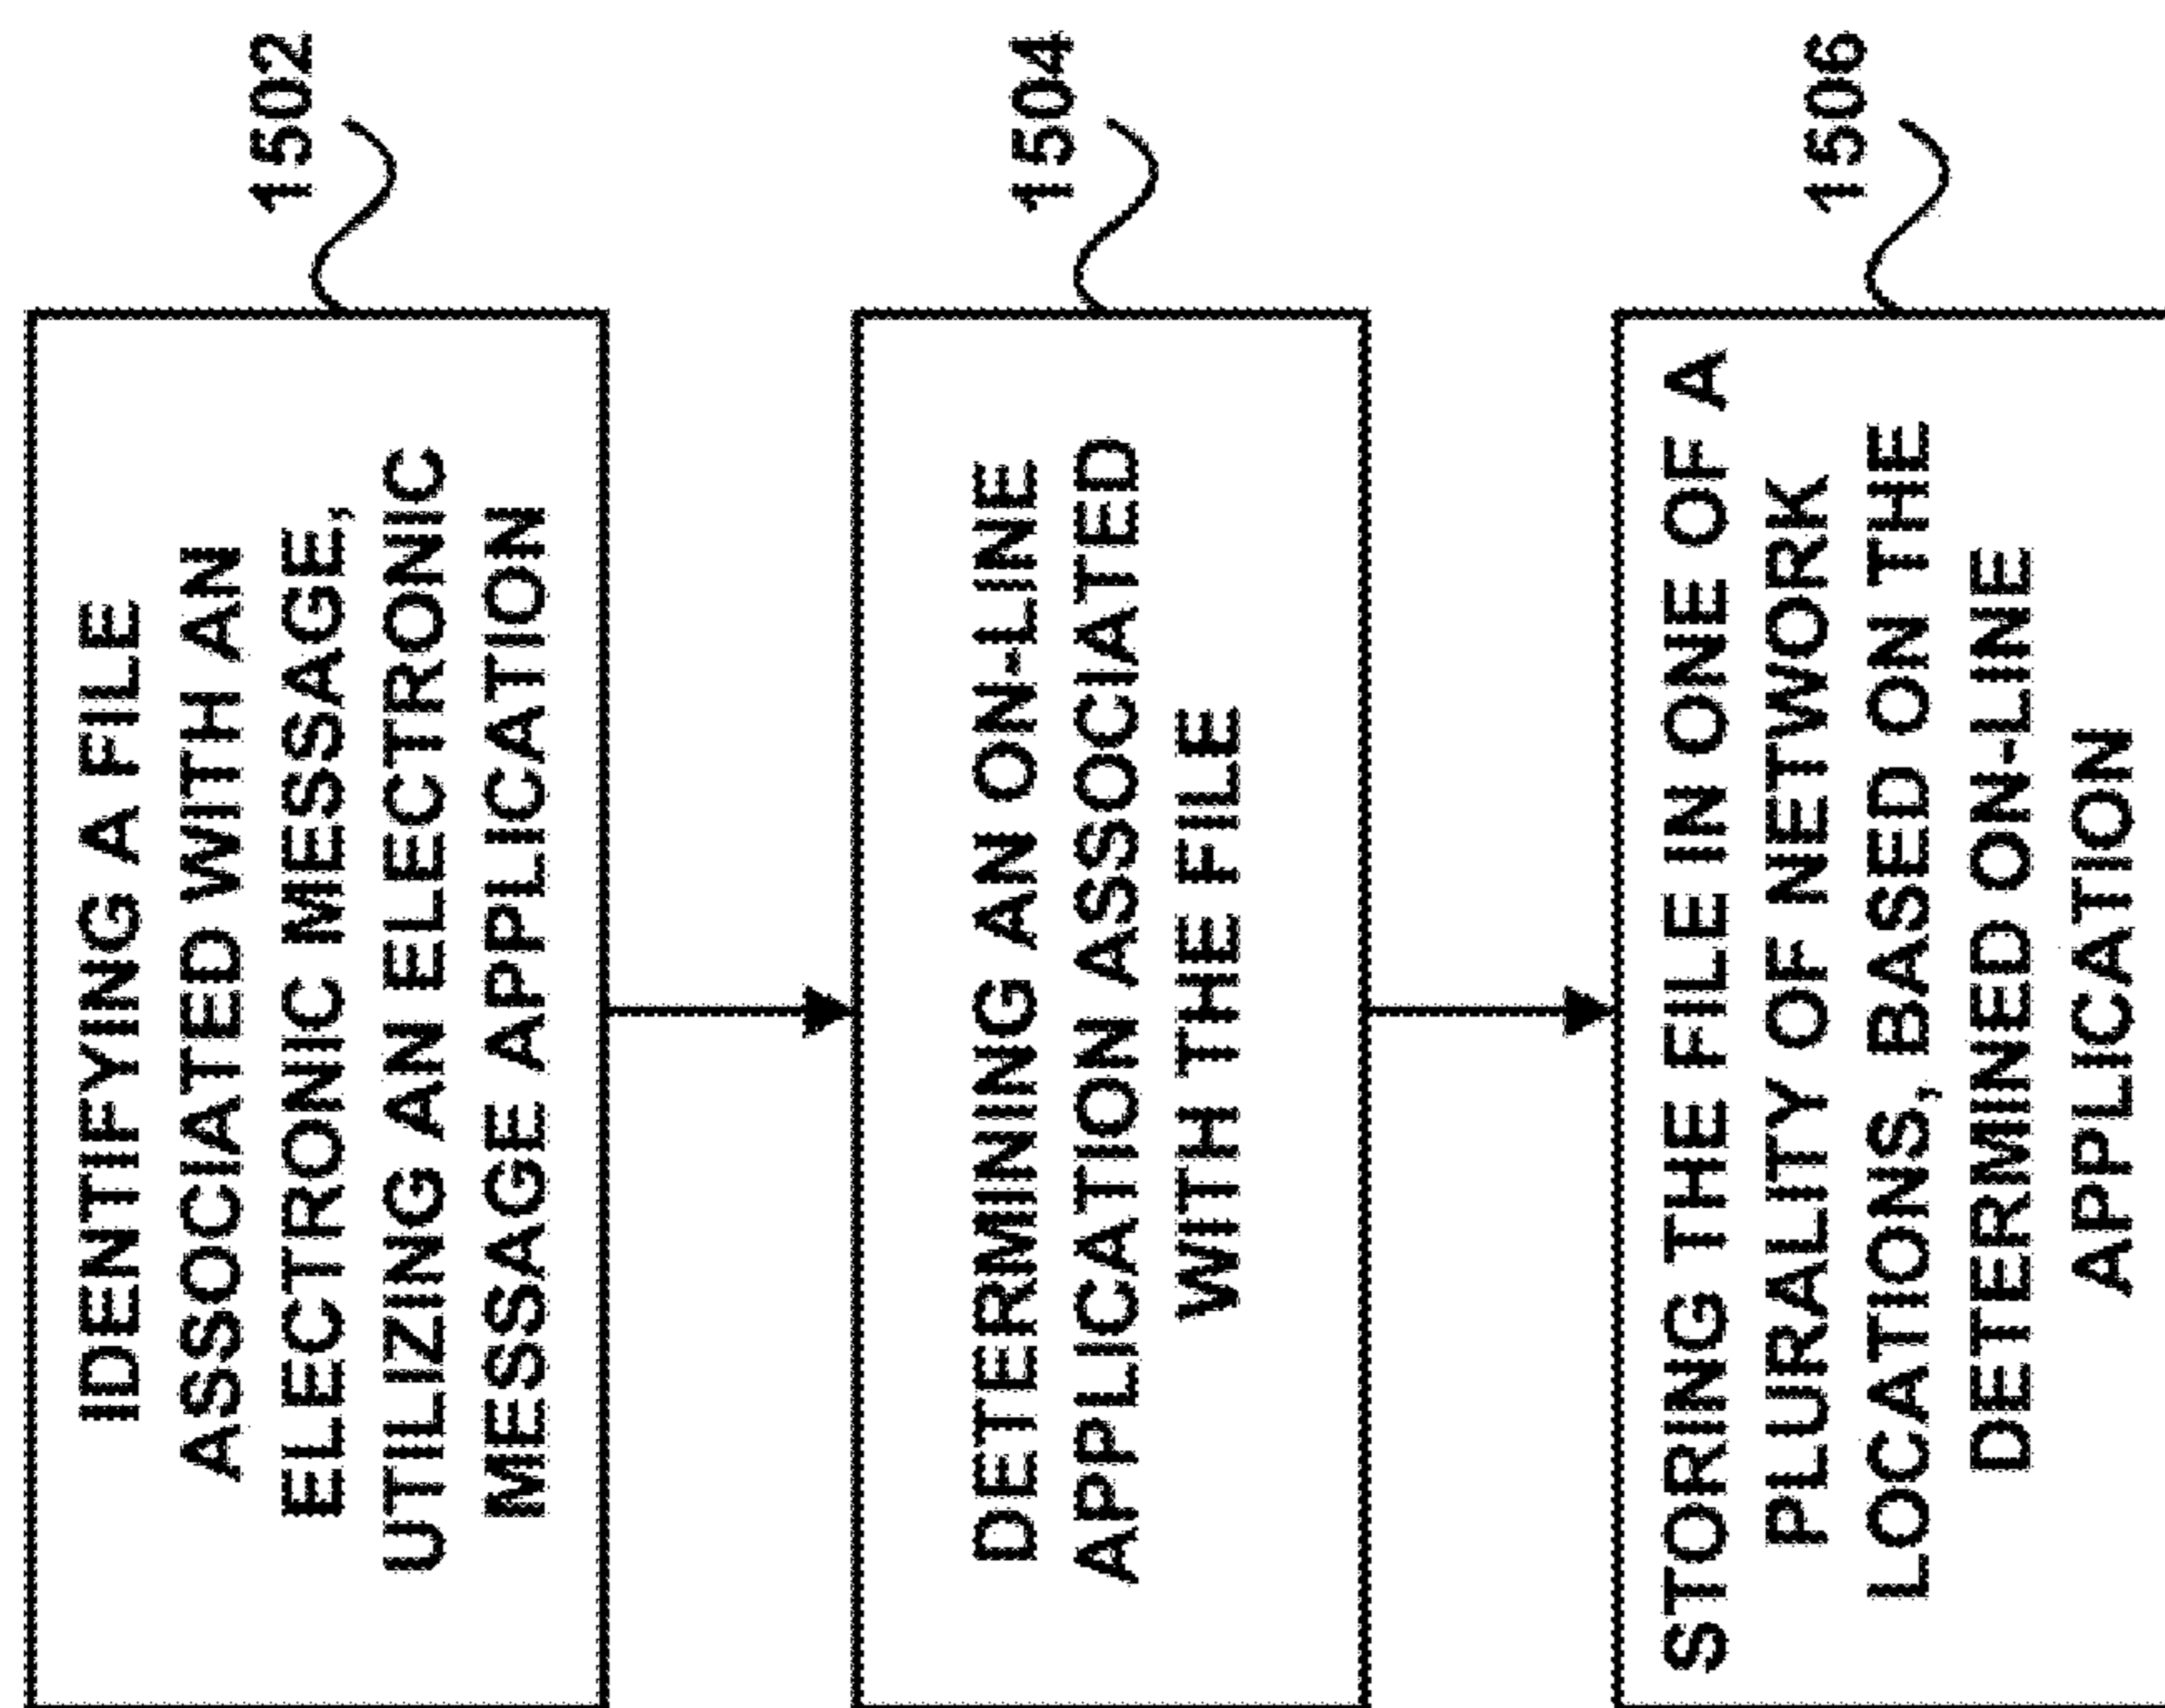 IDENTIFYING A FILE
ASSOCIATED WITH AN
ELECTRONIC MESSAGE,
UTILIZING AN ELECTRONIC
MESSAGE APPLICATION
1502
DETERMINING AN ON-LINE
APPLICATION ASSOCIATED
WITH THE FILE
1504
STORING THE FILE IN ONE OF A
PLURALITY OF NETWORK
LOCATIONS, BASED ON THE
DETERMINED ON-LINE
APPLICATION
1506